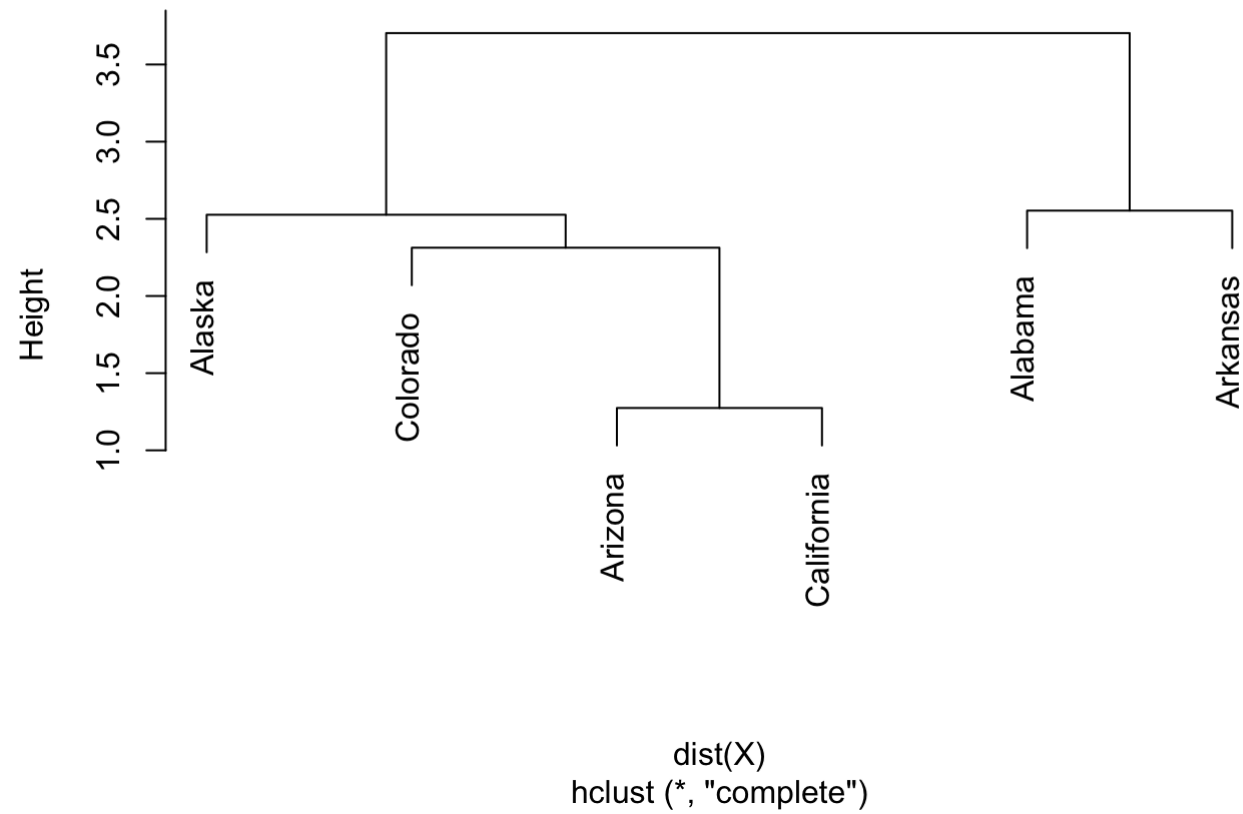 Height
3.5
3.0
2.5
2.0
1.5
1.0
Alaska
Colorado
Arizona
California
Alabama
Arkansas
dist(X)
hclust (*, "complete")